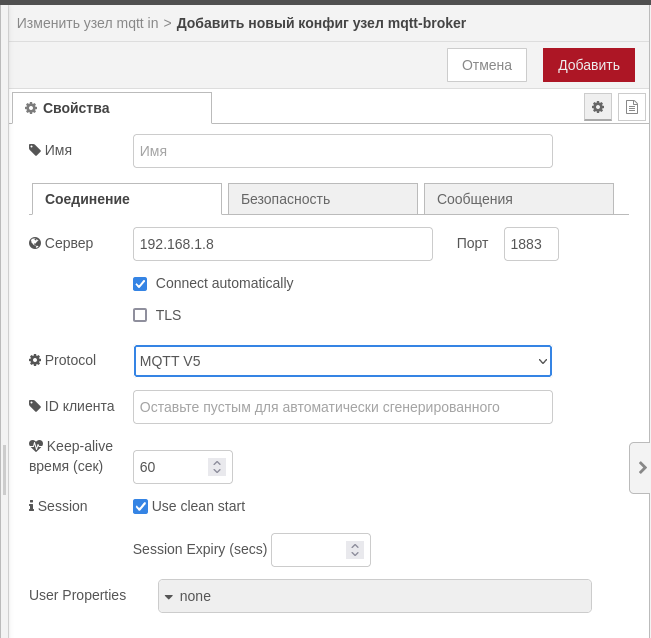 Изменить узел mqtt in > Добавить новый конфиг узел mqtt-broker
Отмена
Добавить
Свойства
Имя
Имя
Соединение
Безопасность
Сообщения
Сервер
192.168.1.8
Порт
1883
Connect automatically
TLS
Protocol
MQTT V5
ID клиента
Оставьте пустым для автоматически сгенерированного
Keep-alive
время (сек)
60
Session
Use clean start
Session Expiry (secs)
User Properties
none